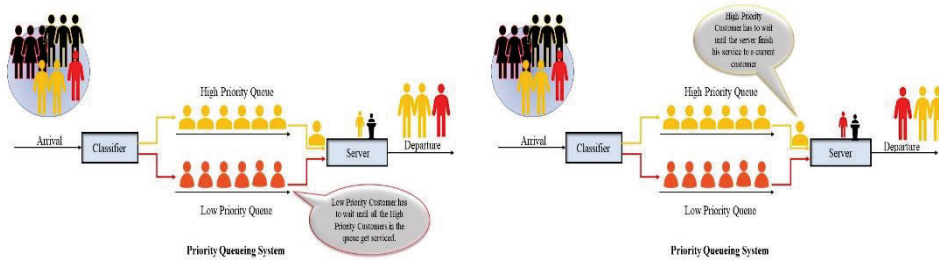 High Priority Queue
Arrival
Classifier
Server
Departure
Low Priority Queue
Low Priority Customer has
to wait until all the High
Priority Customers in the
queue get serviced.
Priority Queueing System
High Priority
Customer has to wait
until the server finish
his service to a current
customer
High Priority Queue
Arrival
Classifier
Server
Departure
Low Priority Queue
Priority Queueing System